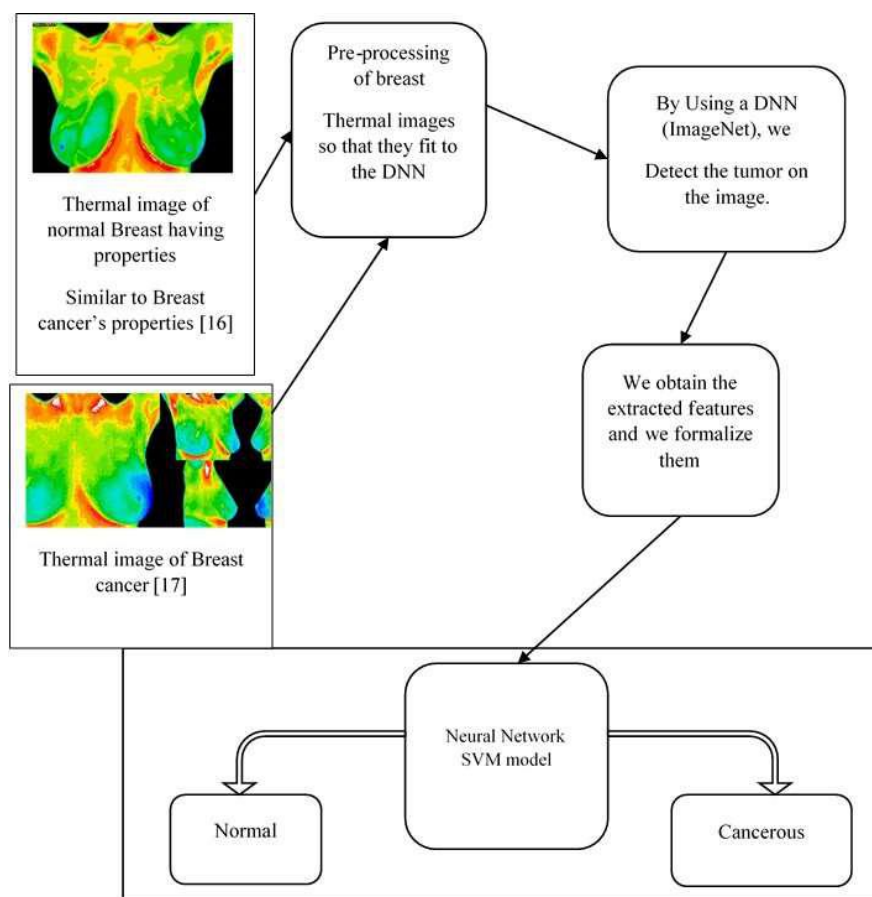 Thermal image of
normal Breast having
properties
Similar to Breast
cancer's properties [16]
Pre-processing
of breast
Thermal images
so that they fit to
the DNN
By Using a DNN
(ImageNet), we
Detect the tumor on
the image.
We obtain the
extracted features
and we formalize
them
Thermal image of Breast
cancer [17]
Neural Network
SVM model
Normal
Cancerous